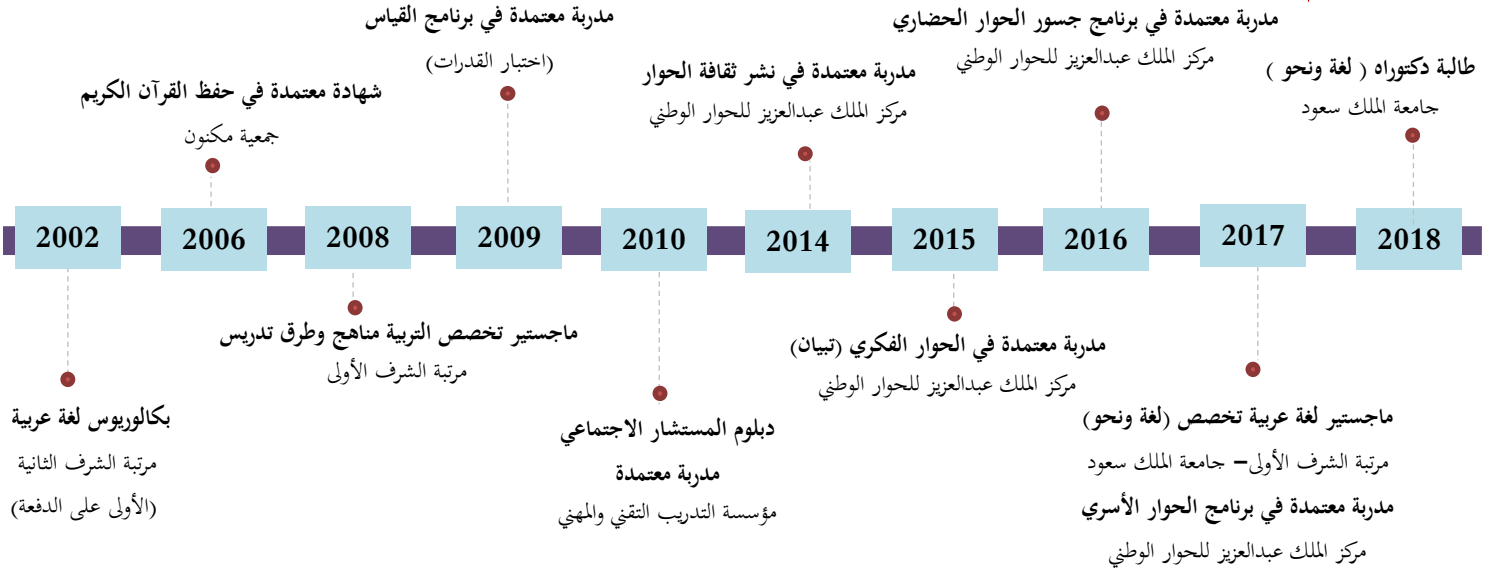 2002
بكالوريوس لغة عربية
مرتبة الشرف الثانية
(الأولى على الدفعة)
2006
شهادة معتمدة في حفظ القرآن الكريم
جمعية مكنون
2008
ماجستير تخصص التربية مناهج وطرق تدريس
مرتبة الشرف الأولى
2009
مدربة معتمدة في برنامج القياس
(اختبار القدرات)
2010
دبلوم المستشار الاجتماعي
مدربة معتمدة
مؤسسة التدريب التقني والمهني
2014
مدربة معتمدة في نشر ثقافة الحوار
مركز الملك عبدالعزيز للحوار الوطني
2015
مدربة معتمدة في الحوار الفكري (تبيان)
مركز الملك عبدالعزيز للحوار الوطني
2016
مدربة معتمدة في برنامج جسور الحوار الحضاري
مركز الملك عبدالعزيز للحوار الوطني
2017
ماجستير لغة عربية تخصص (لغة ونحو)
مرتبة الشرف الأولى– جامعة الملك سعود
مدربة معتمدة في برنامج الحوار الأسري
مركز الملك عبدالعزيز للحوار الوطني
2018
طالبة دكتوراه ( لغة ونحو )
جامعة الملك سعود